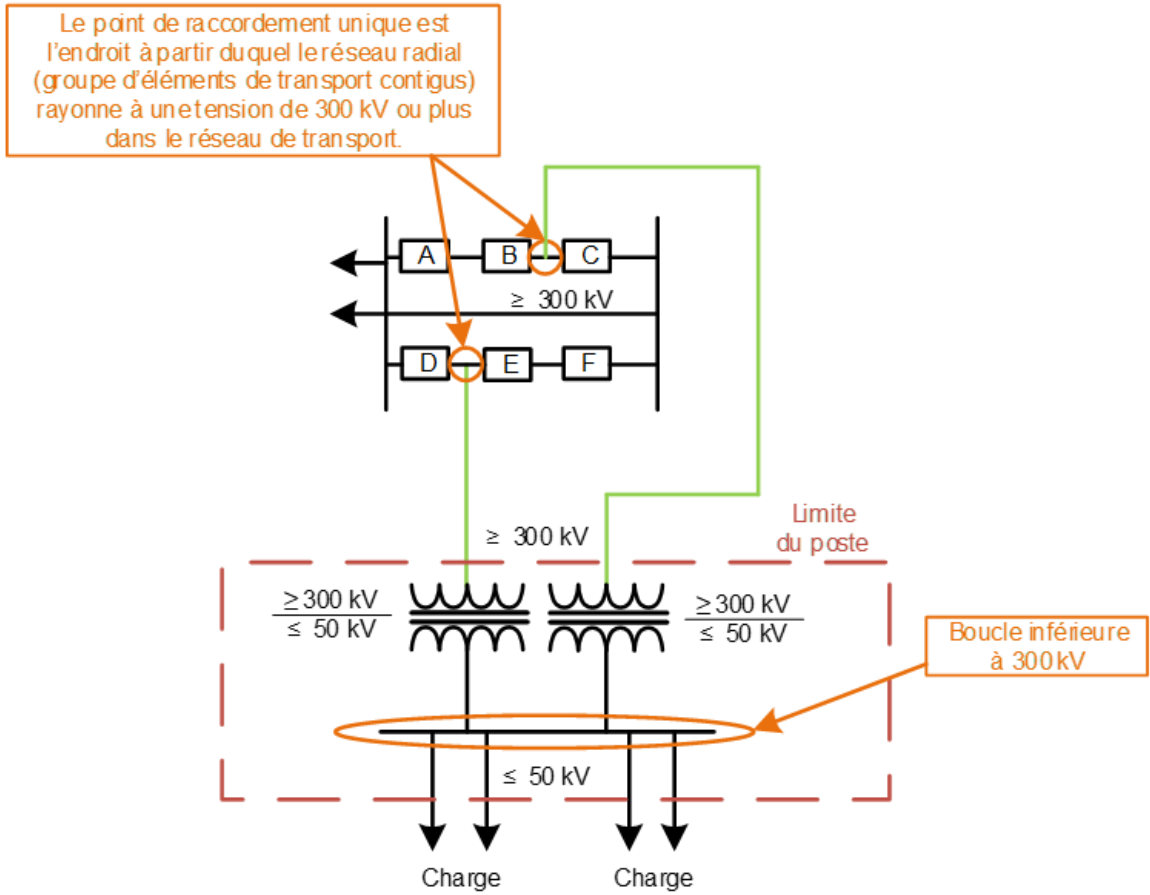 Le point de raccordement unique est
l'endroit à partir duquel le réseau radial
(groupe d'éléments de transport contigus)
rayonne à une tension de 300 kV ou plus
dans le réseau de transport.
A
B
C
≥ 300 kV
D
E
F
≥ 300 kV
Limite
du poste
≥ 300 kV
≤ 50 kV
≥ 300 kV
≤ 50 kV
Boucle inférieure
à 300 kV
≤ 50 kV
Charge
Charge